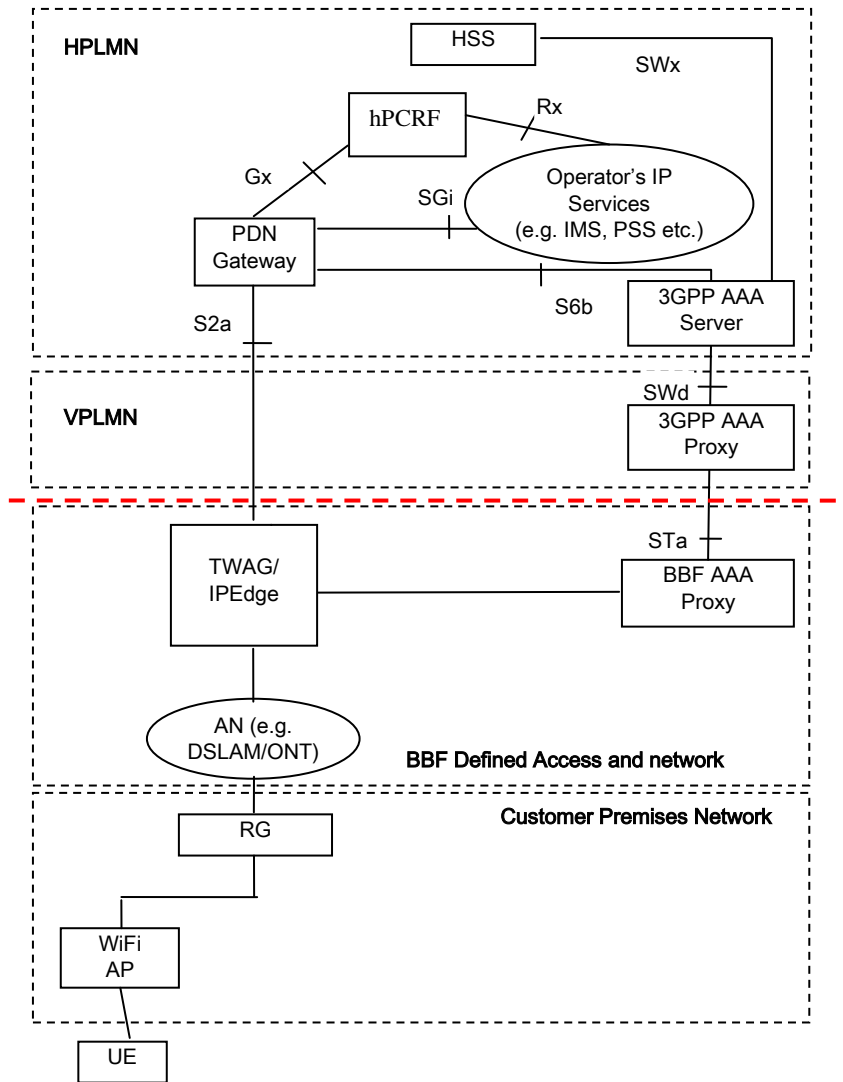 HSS
HPLMN
SWx
hPCRF
Rx
Gx
Operator's IP
Services
(e.g. IMS, PSS etc.)
SGi
PDN
Gateway
S6b
3GPP AAA
Server
S2a
SWd
VPLMN
3GPP AAA
Proxy
STa
TWAG/
IPEdge
BBF AAA
Proxy
AN (e.g.
DSLAM/ONT)
BBF Defined Access and network
Customer Premises Network
RG
WiFi
AP
UE